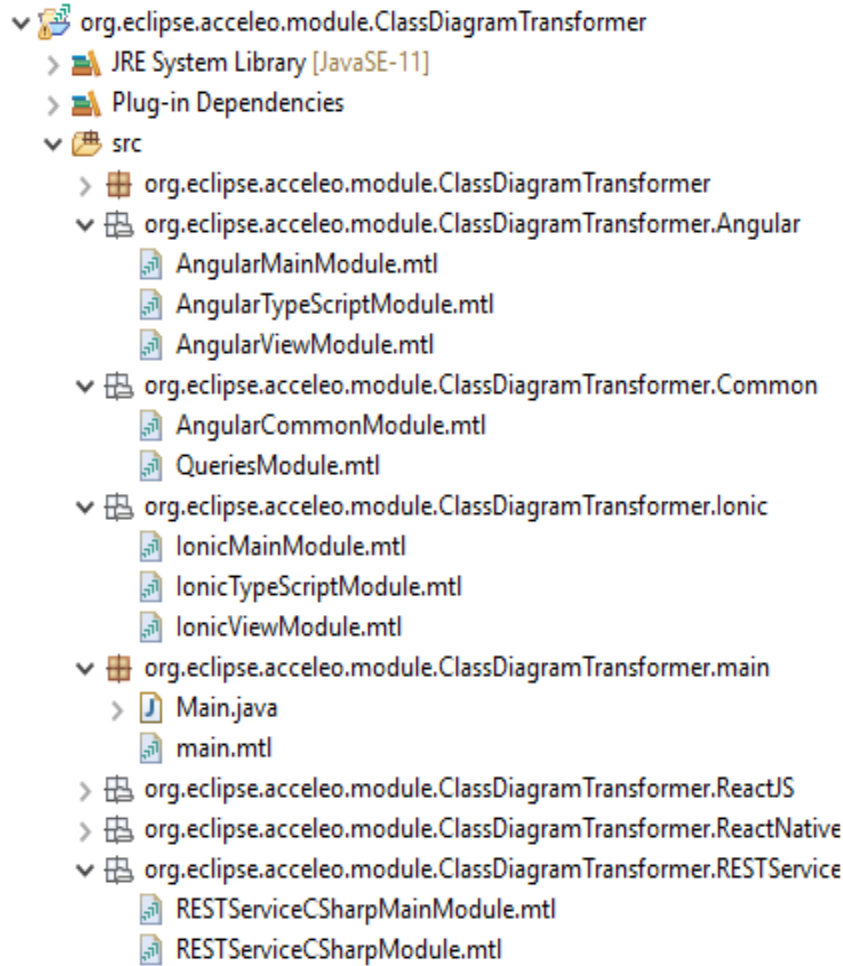 org.eclipse.acceleo.module.ClassDiagramTransformer
JRE System Library [JavaSE-11]
Plug-in Dependencies
src
org.eclipse.acceleo.module.ClassDiagramTransformer
org.eclipse.acceleo.module.ClassDiagramTransformer.Angular
AngularMainModule.mtl
AngularTypeScriptModule.mtl
AngularViewModule.mtl
org.eclipse.acceleo.module.ClassDiagramTransformer.Common
AngularCommonModule.mtl
QueriesModule.mtl
org.eclipse.acceleo.module.ClassDiagramTransformer.Ionic
IonicMainModule.mtl
IonicTypeScriptModule.mtl
IonicViewModule.mtl
org.eclipse.acceleo.module.ClassDiagramTransformer.main
Main.java
main.mtl
org.eclipse.acceleo.module.ClassDiagramTransformer.ReactJS
org.eclipse.acceleo.module.ClassDiagramTransformer.ReactNative
org.eclipse.acceleo.module.ClassDiagramTransformer.RESTService
RESTServiceCSharpMainModule.mtl
RESTServiceCSharpModule.mtl